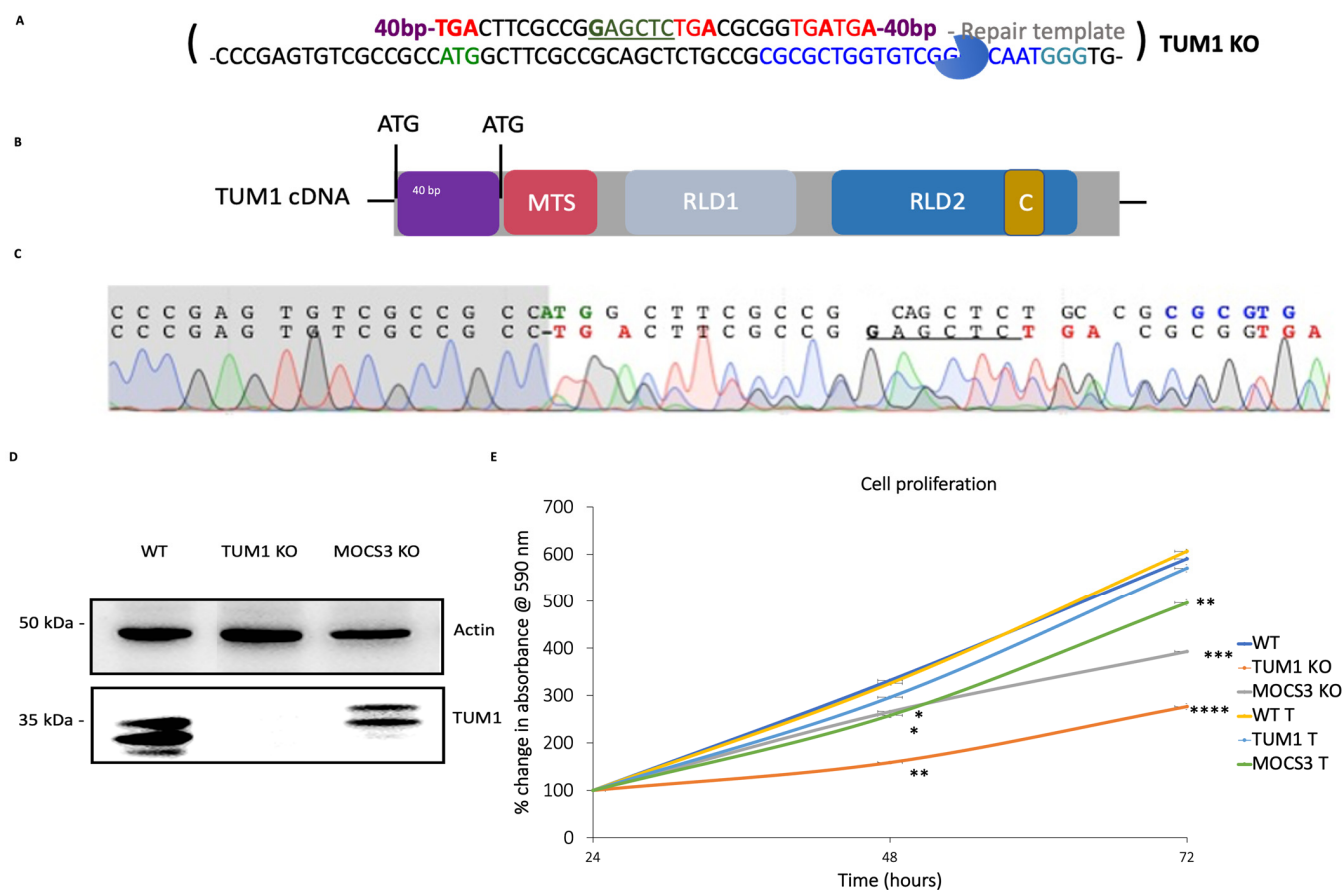 A
40bp-TGACTTCGCCGGAGCTCTGACGCGGTGATGA-40bp - Repair template
( -CCCGAGTGTCGCCGCCATGGCTTCGCCGCAGCTCTGCCGCGCGCTGGTGTCGG CAATGGGTG- ) TUM1 KO
B
ATG ATG
TUM1 cDNA 40 bp MTS RLD1 RLD2 C
C
C C C G A G T G T C G C C G C C A T G G C T T C G C C G C A G C T C T G C C G C G C G T G
C C C G A G T G T C G C C G C C - T G A C T T C G C C G G A G C T C T G A C G C G G T G A
D
WT TUM1 KO MOCS3 KO
50 kDa - Actin
35 kDa - TUM1
E
Cell proliferation
% change in absorbance @ 590 nm
700
600
500
400
300
200
100
0
24 48 72
Time (hours)
**
***
****
*
*
**
WT
TUM1 KO
MOCS3 KO
WT T
TUM1 T
MOCS3 T